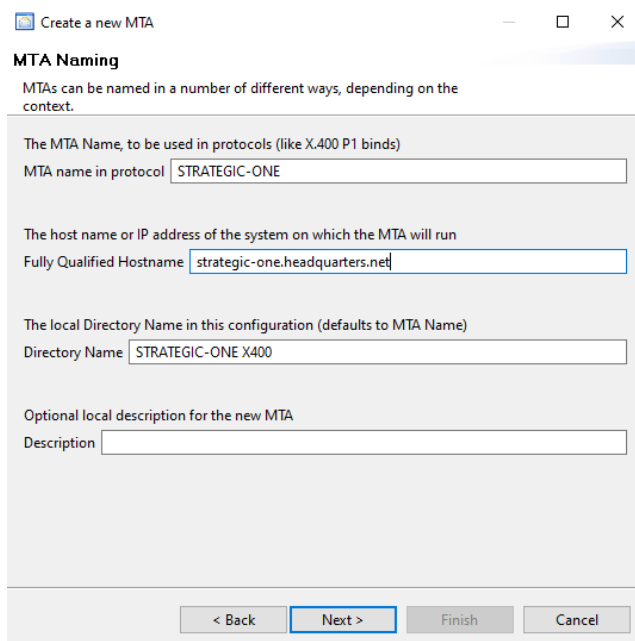 Create a new MTA
MTA Naming
MTAs can be named in a number of different ways, depending on the
context.
The MTA Name, to be used in protocols (like X.400 P1 binds)
MTA name in protocol STRATEGIC-ONE
The host name or IP address of the system on which the MTA will run
Fully Qualified Hostname strategic-one.headquarters.net
The local Directory Name in this configuration (defaults to MTA Name)
Directory Name STRATEGIC-ONE X400
Optional local description for the new MTA
Description
< Back Next > Finish Cancel